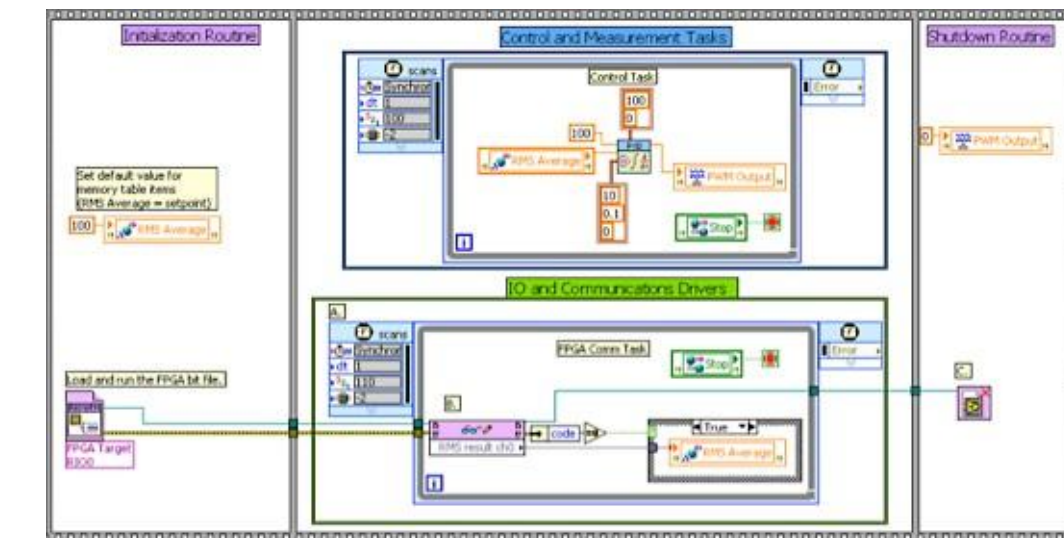 Initialization Routine
Control and Measurement Tasks
Shutdown Routine
scans
Synchron
dt
1
100
-2
Error
Control Task
100
0
100
PID
RMS Average
PWM Output
10
0.1
0
Stop
i
0
PWM Output
Set default value for
memory table items
(RMS Average = setpoint)
100
RMS Average
IO and Communications Drivers
A.
scans
Synchron
dt
1
110
-2
Error
FPGA Comm Task
Stop
Load and run the FPGA bit file.
FPGA Target
RIO0
B.
RMS result ch0
code
True
RMS Average
i
C.